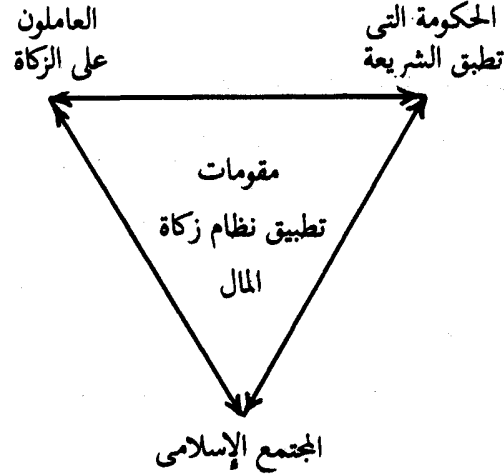 الحكومة التى
تطبق الشريعة
العاملون
على الزكاة
مقومات
تطبيق نظام زكاة
المال
المجتمع الإسلامى